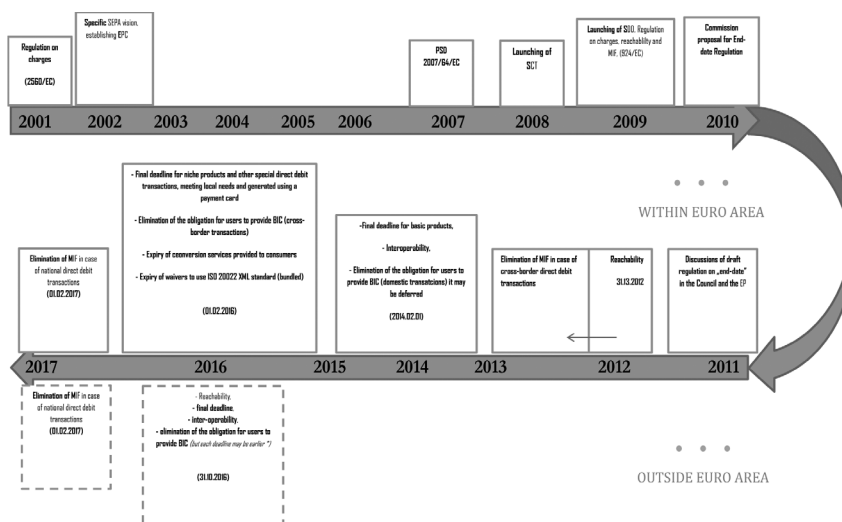 Regulation on
charges
(2560/EC)
Specific SEPA vision,
establishing EPC
PSD
2007/64/EC
Launching of
SCT
Launching of SDD, Regulation
on charges, reachability and
MIF, (924/EC)
Commission
proposal for End-
date Regulation
2001
2002
2003
2004
2005
2006
2007
2008
2009
2010
WITHIN EURO AREA
Elimination of MIF in case
of national direct debit
transactions
(01.02.2017)
- Final deadline for niche products and other special direct debit
transactions, meeting local needs and generated using a
payment card
- Elimination of the obligation for users to provide BIC (cross-
border transactions)
- Expiry of ceonversion services provided to consumers
- Expiry of waivers to use ISO 20022 XML standard (bundled)
(01.02.2016)
-Final deadline for basic products,
- Interoperability,
- Elimination of the obligation for users to
provide BIC (domestic transatcions) it may
be deferred
(2014.02.01)
Elimination of MIF in case of
cross-border direct debit
transactions
Reachability
31.13.2012
Discussions of draft
regulation on „end-date"
in the Council and the EP
2017
2016
2015
2014
2013
2012
2011
Elimination of MIF in case
of national direct debit
transactions
(01.02.2017)
- Reachability,
- final deadline,
- inter-operability,
- elimination of the obligation for users to
provide BIC (but each deadline may be earlier *)
(31.10.2016)
OUTSIDE EURO AREA